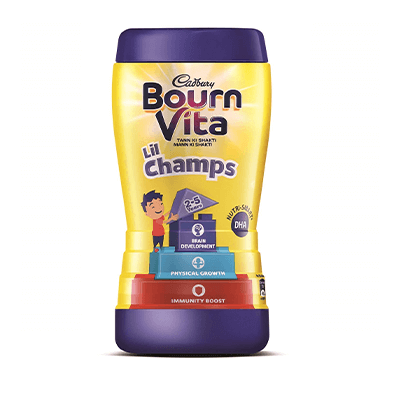 Cadbury
Bourn
Vita
TANN KI SHAKTI
MANN KI SHAKTI
Lil
Champs
2-5
Years
DHA
BRAIN
DEVELOPMENT
PHYSICAL GROWTH
IMMUNITY BOOST